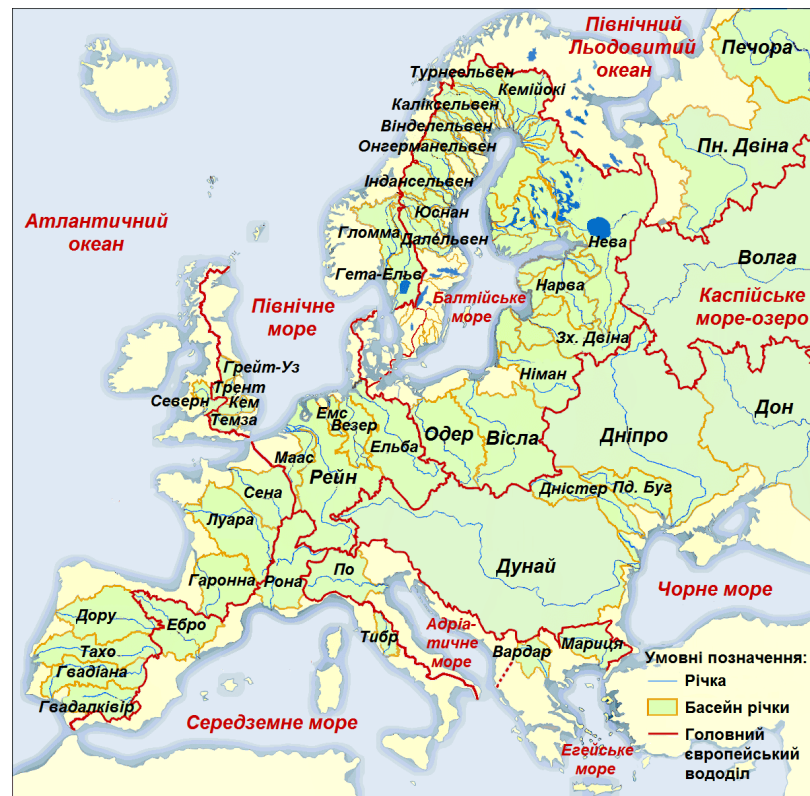 Північний
Льодовитий
океан
Печора
Турнеельвен
Кемійокі
Каліксельвен
Вінделельвен
Онгерманельвен
Пн. Двіна
Індансельвен
Юснан
Атлантичний
океан
Гломма
Далельвен
Нева
Волга
Гета-Ельв
Нарва
Балтійське
море
Каспійське
море-озеро
Північне
море
Зх. Двіна
Грейт-Уз
Німан
Трент
Северн
Кем
Темза
Дон
Емс
Везер
Одер
Вісла
Дніпро
Ельба
Маас
Рейн
Сена
Дністер
Пд. Буг
Луара
Дунай
Гаронна
Рона
По
Чорне море
Дору
Ебро
Тибр
Адріа-
тичне
море
Вардар
Мариця
Тахо
Гвадіана
Гвадалківір
Середземне море
Егейське
море
Умовні позначення:
Річка
Басейн річки
Головний
європейський
вододіл